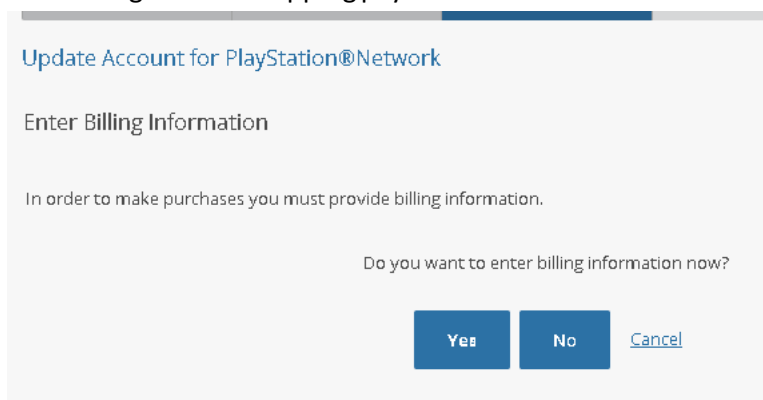 Update Account for PlayStation®Network
Enter Billing Information
In order to make purchases you must provide billing information.
Do you want to enter billing information now?
Yes
No
Cancel